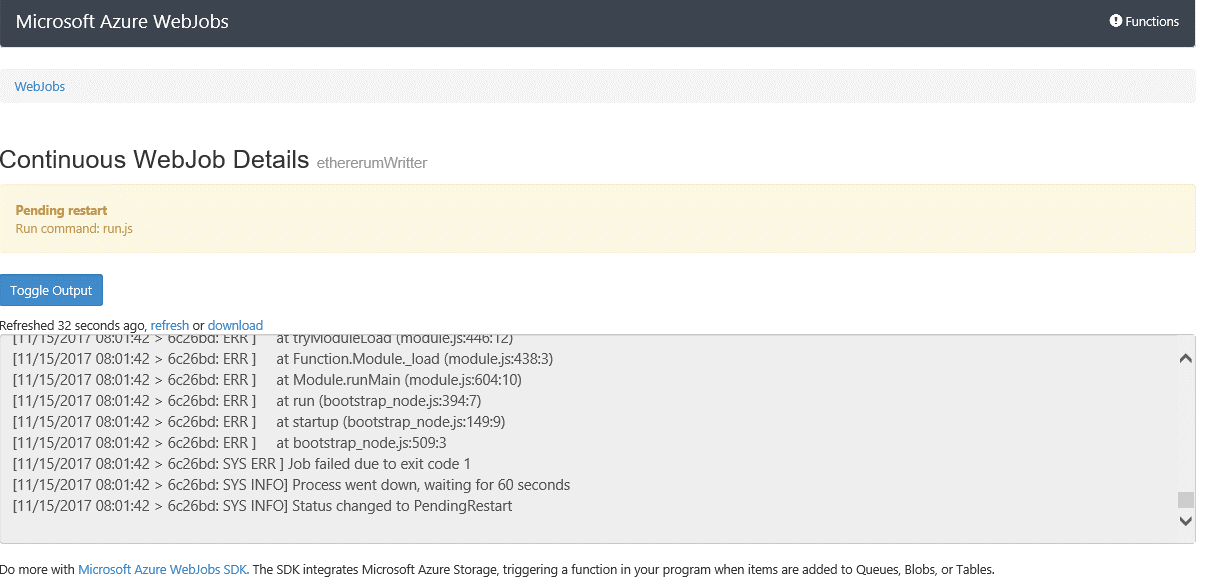 Microsoft Azure WebJobs
Functions
WebJobs
Continuous WebJob Details ethererumWritter
Pending restart
Run command: run.js
Toggle Output
Refreshed 32 seconds ago, refresh or download
[11/15/2017 08:01:42 > 6c26bd: ERR ]     at tryModuleLoad (module.js:446:12)
[11/15/2017 08:01:42 > 6c26bd: ERR ]     at Function.Module._load (module.js:438:3)
[11/15/2017 08:01:42 > 6c26bd: ERR ]     at Module.runMain (module.js:604:10)
[11/15/2017 08:01:42 > 6c26bd: ERR ]     at run (bootstrap_node.js:394:7)
[11/15/2017 08:01:42 > 6c26bd: ERR ]     at startup (bootstrap_node.js:149:9)
[11/15/2017 08:01:42 > 6c26bd: ERR ]     at bootstrap_node.js:509:3
[11/15/2017 08:01:42 > 6c26bd: SYS ERR ] Job failed due to exit code 1
[11/15/2017 08:01:42 > 6c26bd: SYS INFO] Process went down, waiting for 60 seconds
[11/15/2017 08:01:42 > 6c26bd: SYS INFO] Status changed to PendingRestart
Do more with Microsoft Azure WebJobs SDK. The SDK integrates Microsoft Azure Storage, triggering a function in your program when items are added to Queues, Blobs, or Tables.